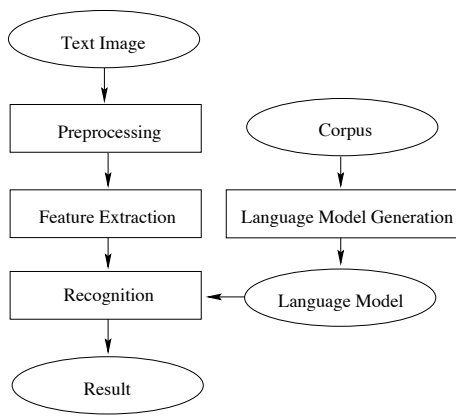 Text Image
Preprocessing
Corpus
Feature Extraction
Language Model Generation
Recognition
Language Model
Result